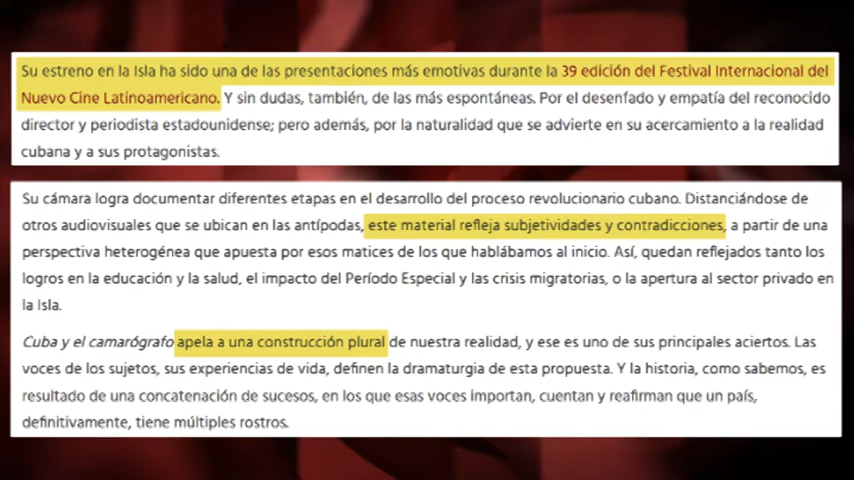 Su estreno en la Isla ha sido una de las presentaciones más emotivas durante la 39 edición del Festival Internacional del
Nuevo Cine Latinoamericano. Y sin dudas, también, de las más espontáneas. Por el desenfado y empatía del reconocido
director y periodista estadounidense; pero además, por la naturalidad que se advierte en su acercamiento a la realidad
cubana y a sus protagonistas.
Su cámara logra documentar diferentes etapas en el desarrollo del proceso revolucionario cubano. Distanciándose de
otros audiovisuales que se ubican en las antípodas, este material refleja subjetividades y contradicciones, a partir de una
perspectiva heterogénea que apuesta por esos matices de los que hablábamos al inicio. Así, quedan reflejados tanto los
logros en la educación y la salud, el impacto del Período Especial y las crisis migratorias, o la apertura al sector privado en
la Isla.
Cuba y el camarógrafo apela a una construcción plural de nuestra realidad, y ese es uno de sus principales aciertos. Las
voces de los sujetos, sus experiencias de vida, definen la dramaturgia de esta propuesta. Y la historia, como sabemos, es
resultado de una concatenación de sucesos, en los que esas voces importan, cuentan y reafirman que un país,
definitivamente, tiene múltiples rostros.